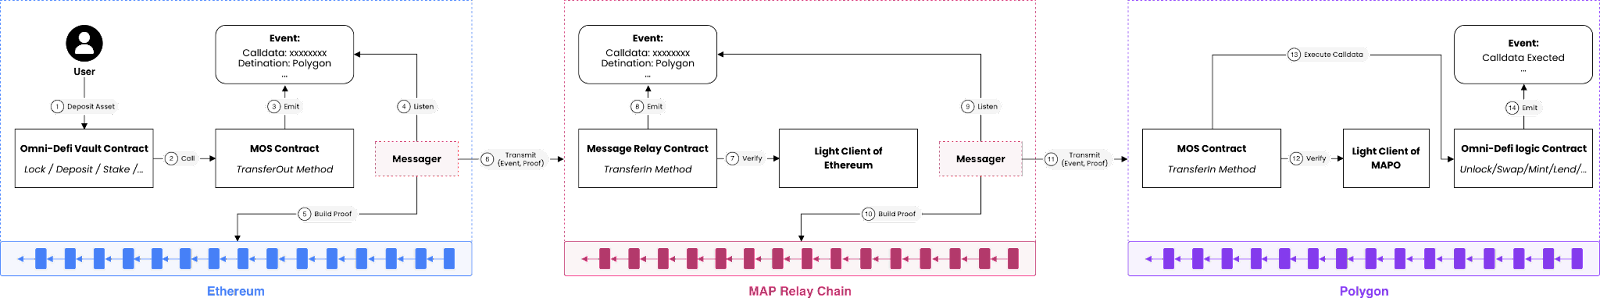 User
1 Deposit Asset
Omni-Defi Vault Contract
Lock / Deposit / Stake /...
2 Call
Event:
Calldata: xxxxxxxx
Detination: Polygon
...
3 Emit
MOS Contract
TransferOut Method
4 Listen
Messager
5 Build Proof
6 Transmit
(Event, Proof)
Ethereum
Event:
Calldata: xxxxxxxx
Detination: Polygon
...
8 Emit
Message Relay Contract
TransferIn Method
7 Verify
Light Client of
Ethereum
9 Listen
Messager
10 Build Proof
11 Transmit
(Event, Proof)
MAP Relay Chain
MOS Contract
TransferIn Method
12 Verify
Light Client of
MAPO
13 Execute Calldata
Event:
Calldata Exected
...
14 Emit
Omni-Defi logic Contract
Unlock/Swap/Mint/Lend/...
Polygon